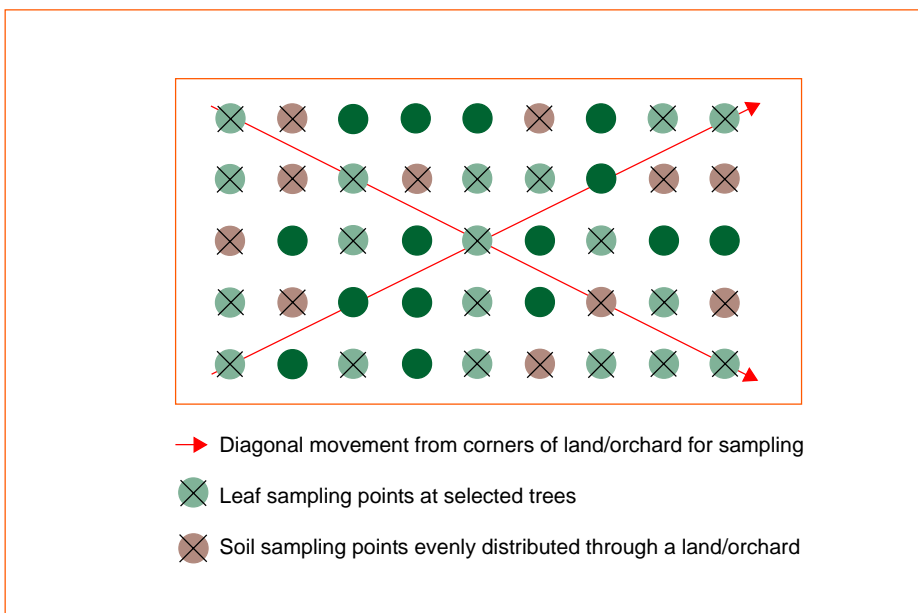 Diagonal movement from corners of land/orchard for sampling
Leaf sampling points at selected trees
Soil sampling points evenly distributed through a land/orchard